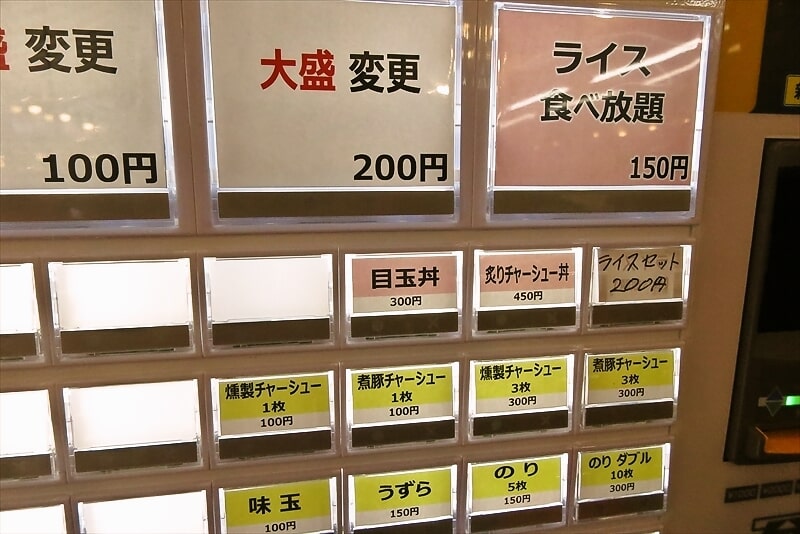 盛 変更
100円
大盛 変更
200円
ライス
食べ放題
150円
目玉丼
300円
炙りチャーシュー丼
450円
ライスセット
200円
燻製チャーシュー
1枚
100円
煮豚チャーシュー
1枚
100円
燻製チャーシュー
3枚
300円
煮豚チャーシュー
3枚
300円
味玉
100円
うずら
150円
のり
5枚
150円
のり ダブル
10枚
300円